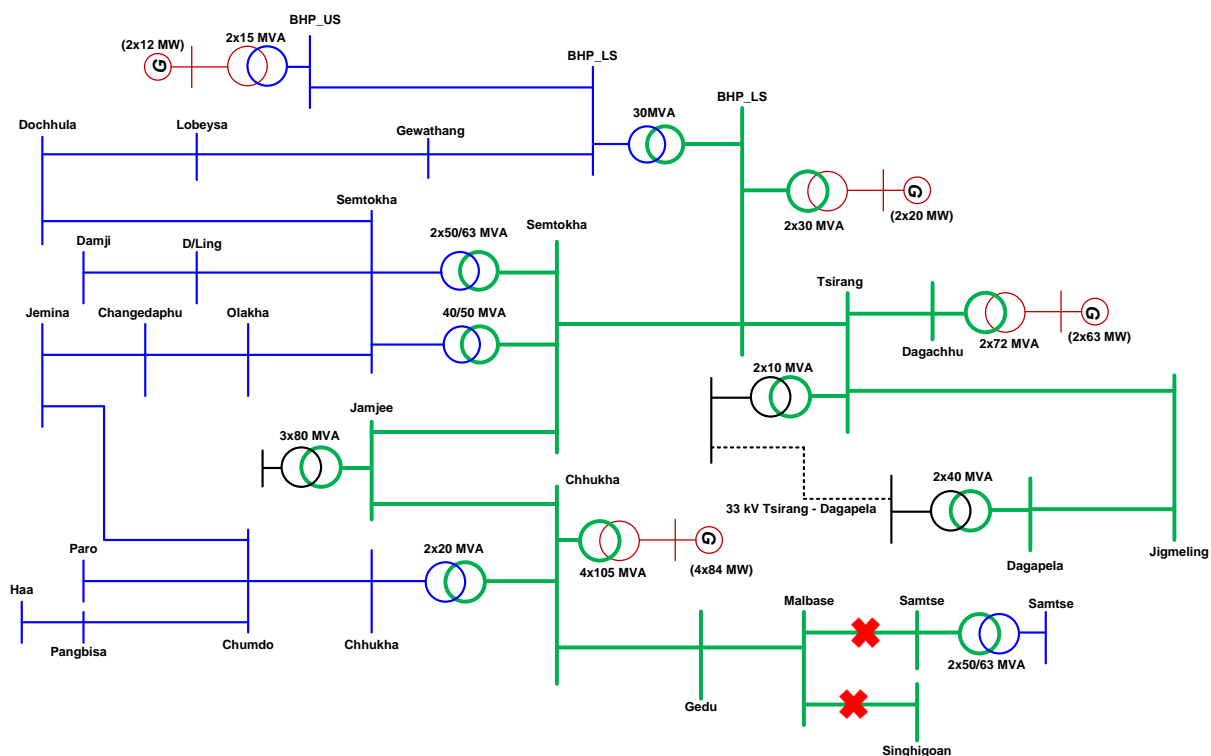 BHP_US
(2x12 MW)
2x15 MVA
G
BHP_LS
BHP_LS
30MVA
Dochhula
Lobeysa
Gewathang
G
(2x20 MW)
2x30 MVA
Semtokha
Semtokha
Damji
D/Ling
2x50/63 MVA
Tsirang
Jemina
Changedaphu
Olakha
40/50 MVA
G
(2x63 MW)
Dagachhu
2x72 MVA
2x10 MVA
Jamjee
3x80 MVA
Chhukha
2x40 MVA
33 kV Tsirang - Dagapela
G
4x105 MVA
(4x84 MW)
Paro
2x20 MVA
Jigmeling
Dagapela
Haa
Malbase
Samtse
Samtse
Pangbisa
Chumdo
Chhukha
2x50/63 MVA
Gedu
Singhigoan